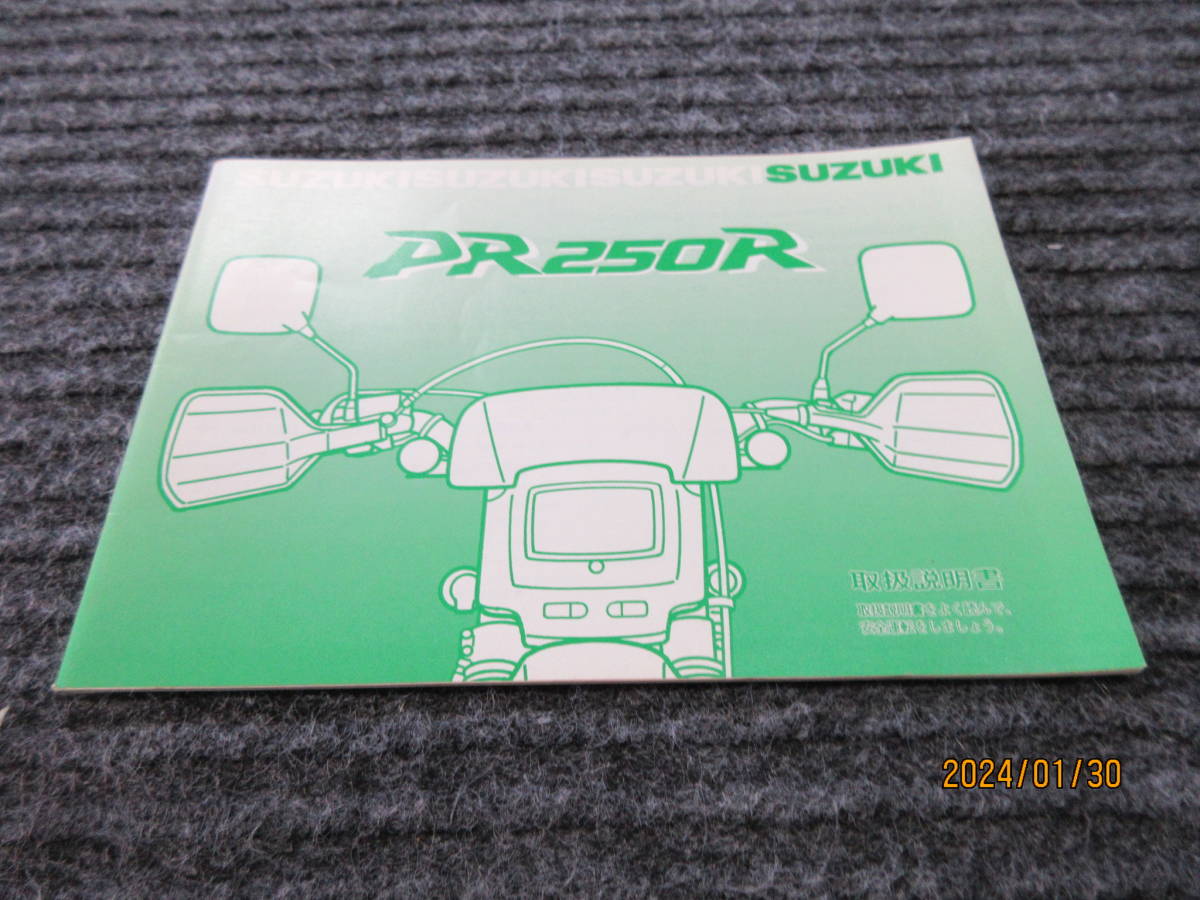 SUZUKISUZUKISUZUKISUZUKI
DR250R
取扱説明書
取扱説明書をよく読んで、
安全運転をしましょう。
2024/01/30